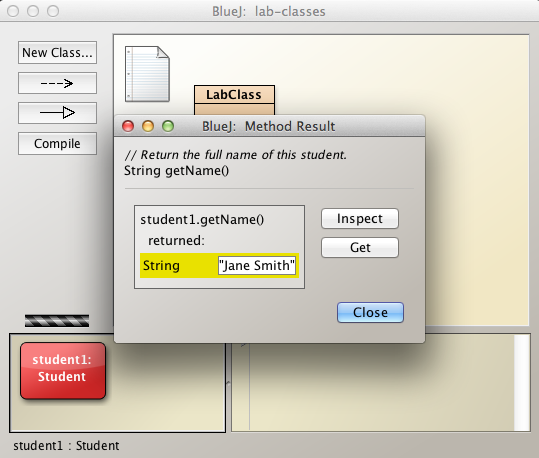 BlueJ: lab-classes
New Class...
Compile
LabClass
BlueJ: Method Result
// Return the full name of this student.
String getName()
student1.getName()
returned:
String "Jane Smith"
Inspect
Get
Close
student1:
Student
student1 : Student